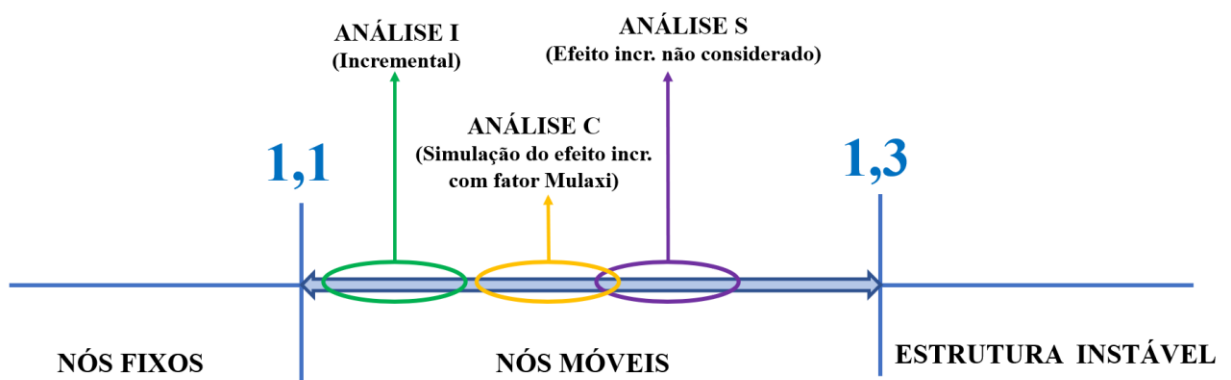 ANÁLISE I
(Incremental)
ANÁLISE S
(Efeito incr. não considerado)
ANÁLISE C
(Simulação do efeito incr.
com fator Mulaxi)
1,1
1,3
NÓS FIXOS
NÓS MÓVEIS
ESTRUTURA INSTÁVEL